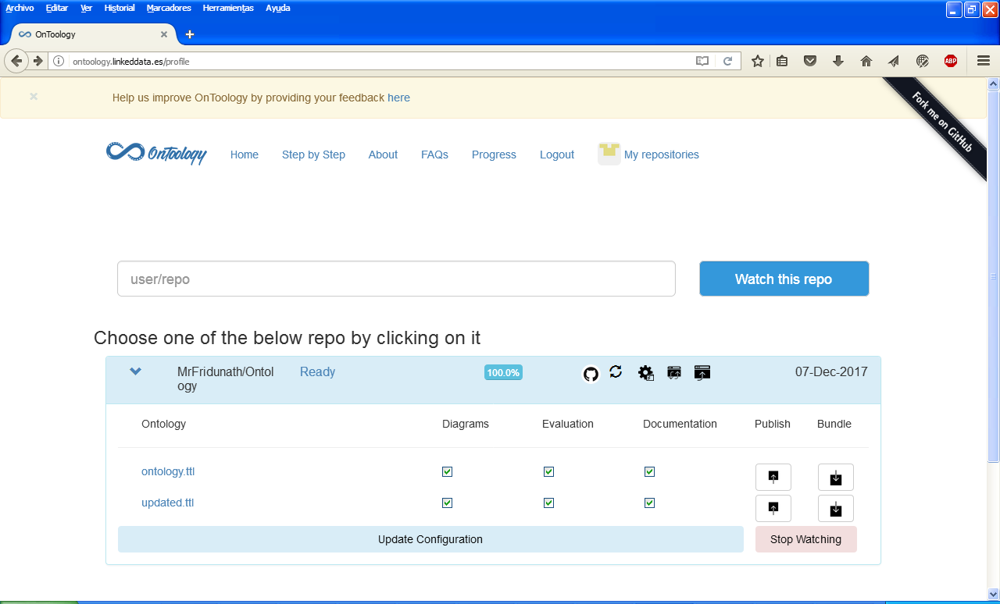 Archivo Editar Ver Historial Marcadores Herramientas Ayuda
OnToology
ontoology.linkeddata.es/profile
ABP
Help us improve OnToology by providing your feedback here
Fork me on GitHub
OnToology Home Step by Step About FAQs Progress Logout My repositories
user/repo Watch this repo
Choose one of the below repo by clicking on it
MrFridunath/Ontol Ready 100.0% 07-Dec-2017
ogy
Ontology Diagrams Evaluation Documentation Publish Bundle
ontology.ttl
updated.ttl
Update Configuration Stop Watching